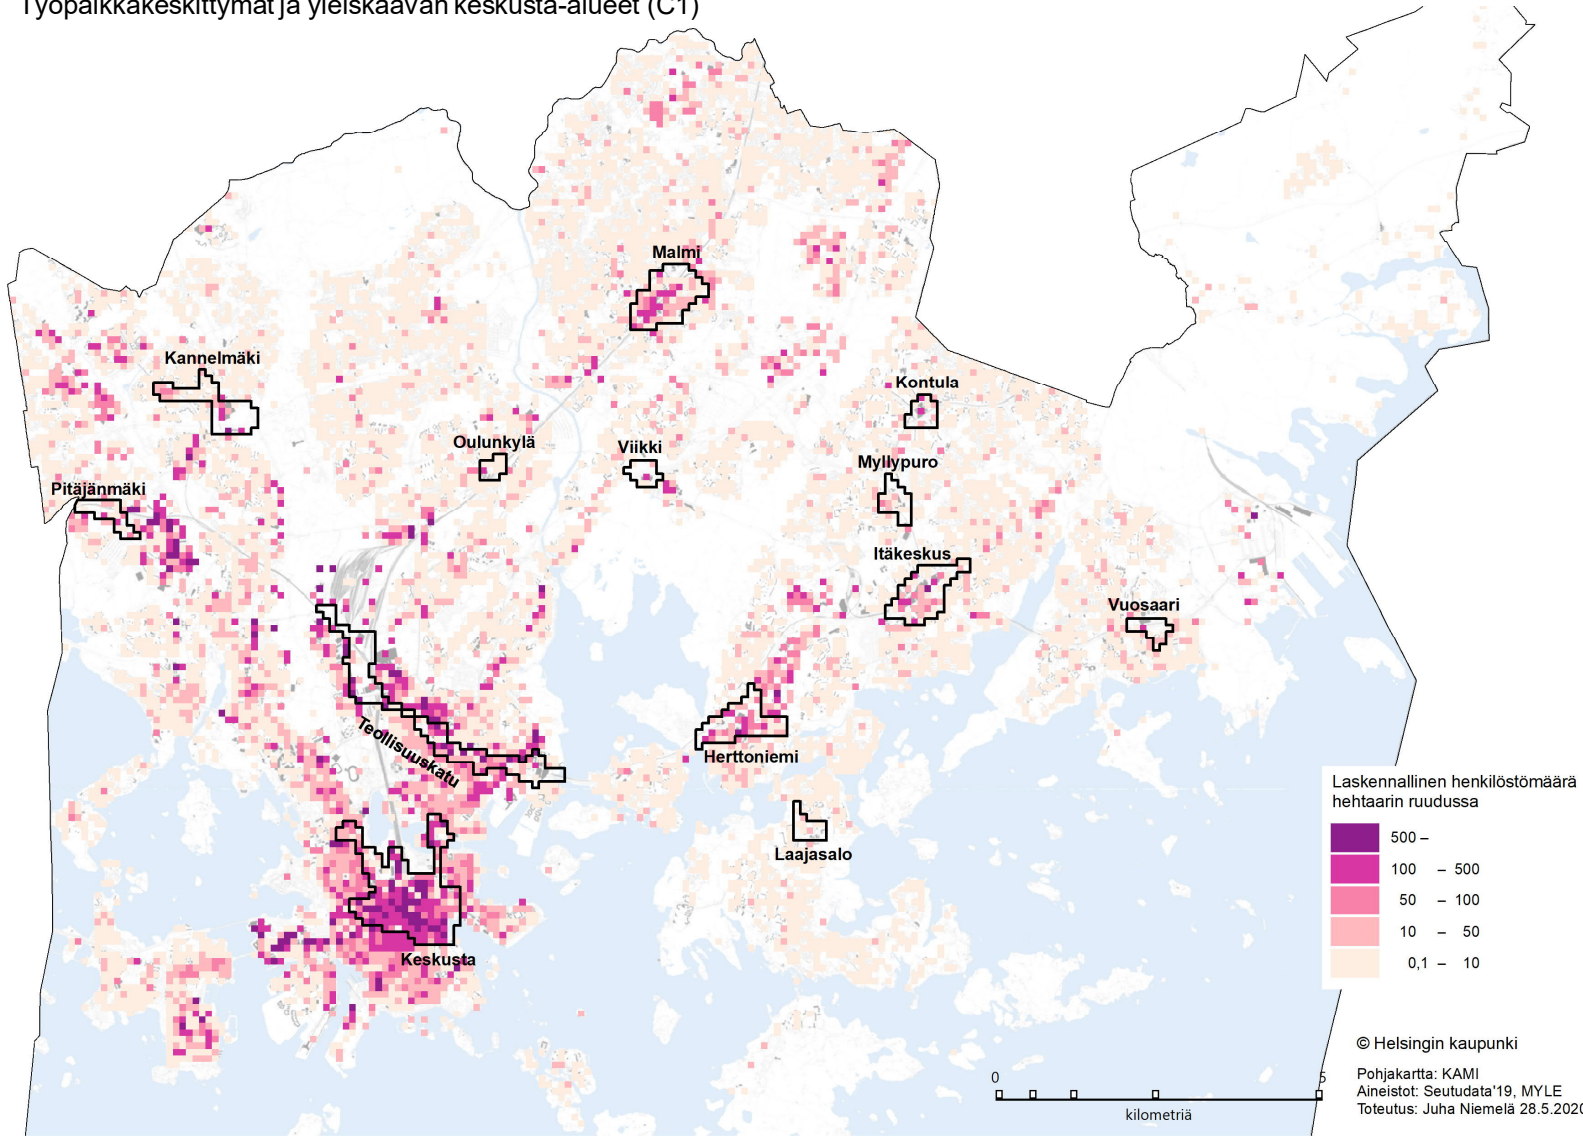 Työpaikkakeskittymät ja yleiskaavan keskusta-alueet (C1)
Malmi
Kannelmäki
Kontula
Oulunkylä
Viikki
Myllypuro
Pitäjänmäki
Itäkeskus
Vuosaari
Teollisuuskatu
Herttoniemi
Laajasalo
Keskusta
Laskennallinen henkilöstömäärä
hehtaarin ruudussa
500 –
100 – 500
50 – 100
10 – 50
0,1 – 10
© Helsingin kaupunki
Pohjakartta: KAMI
Aineistot: Seutudata'19, MYLE
Toteutus: Juha Niemelä 28.5.2020
0 5
kilometriä